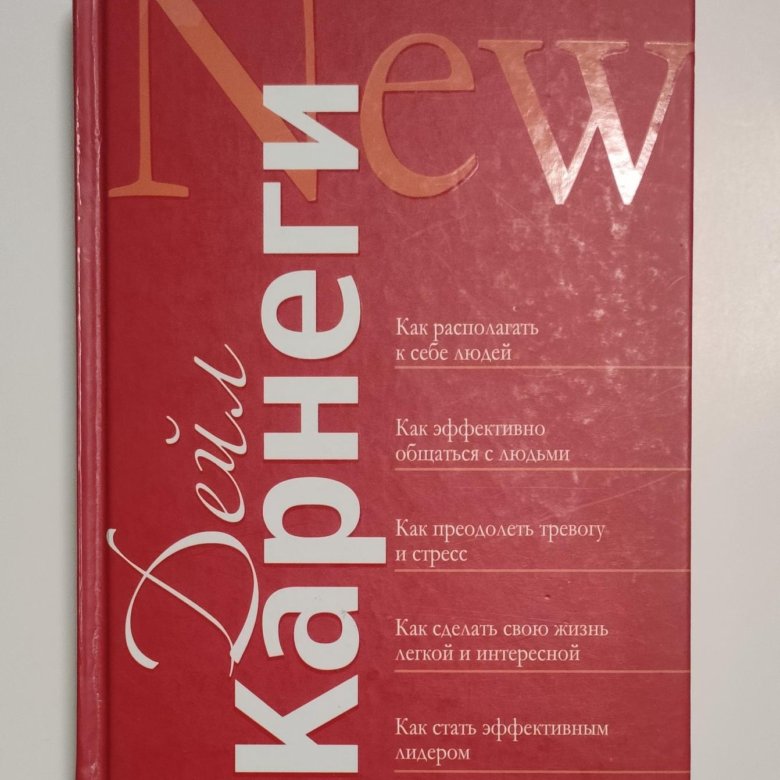 New
Дейл
Карнеги
Как располагать
к себе людей
Как эффективно
общаться с людьми
Как преодолеть тревогу
и стресс
Как сделать свою жизнь
легкой и интересной
Как стать эффективным
лидером